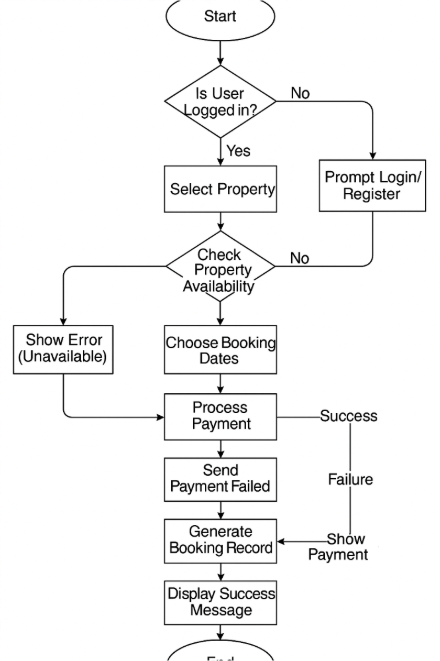 Start
Is User
Logged in?
No
Yes
Select Property
Prompt Login/
Register
Check
Property
Availability
No
Show Error
(Unavailable)
Choose Booking
Dates
Process
Payment
Success
Send
Payment Failed
Failure
Generate
Booking Record
Show
Payment
Display Success
Message
End